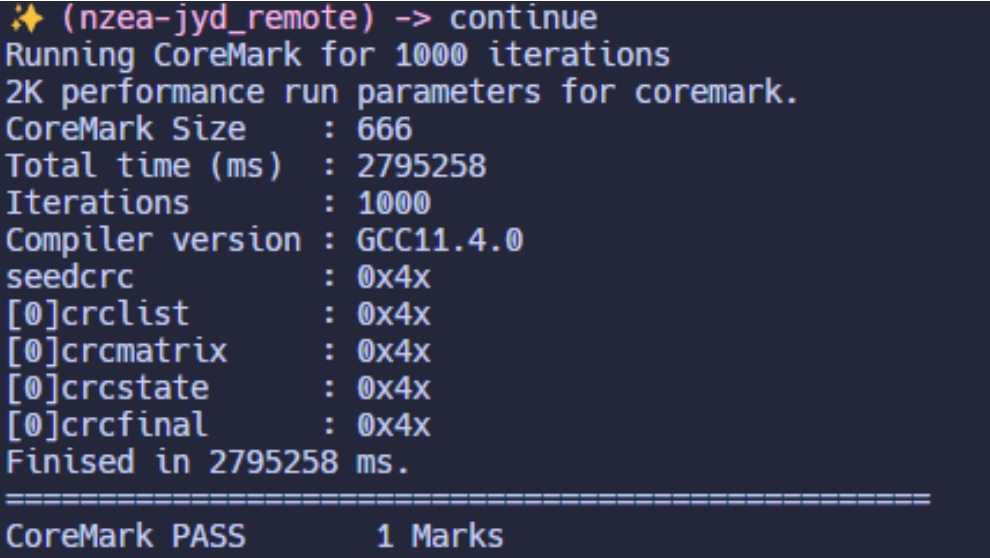 ✨ (nzea-jyd_remote) -> continue
Running CoreMark for 1000 iterations
2K performance run parameters for coremark.
CoreMark Size    : 666
Total time (ms)  : 2795258
Iterations       : 1000
Compiler version : GCC11.4.0
seedcrc          : 0x4x
[0]crclist       : 0x4x
[0]crcmatrix     : 0x4x
[0]crcstate      : 0x4x
[0]crcfinal      : 0x4x
Finised in 2795258 ms.
==================================================
CoreMark PASS       1 Marks